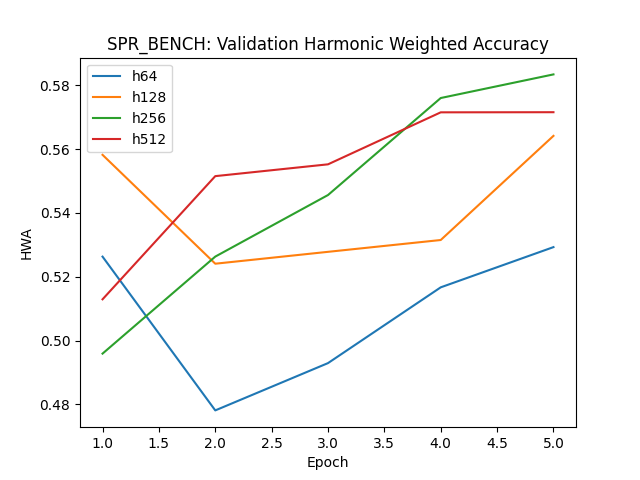 SPR_BENCH: Validation Harmonic Weighted Accuracy
h64
h128
h256
h512
HWA
0.58
0.56
0.54
0.52
0.50
0.48
1.0 1.5 2.0 2.5 3.0 3.5 4.0 4.5 5.0
Epoch